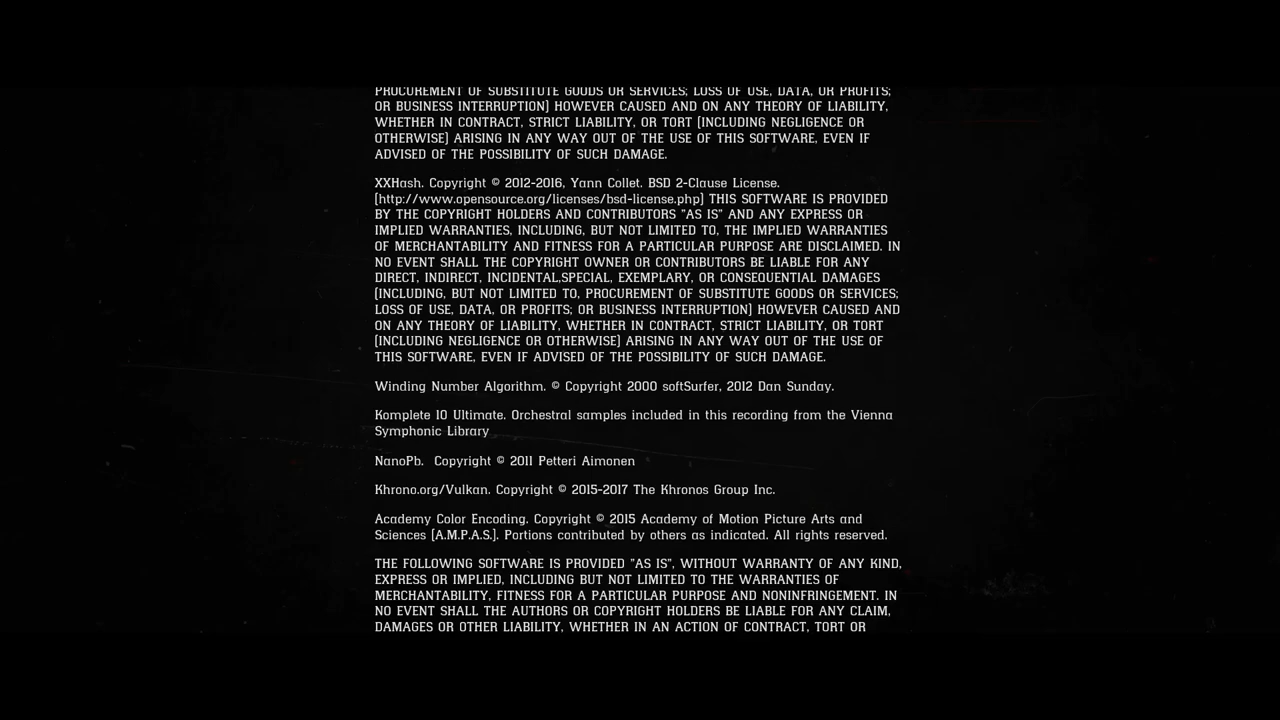 PROCUREMENT OF SUBSTITUTE GOODS OR SERVICES; LOSS OF USE, DATA, OR PROFITS;
OR BUSINESS INTERRUPTION) HOWEVER CAUSED AND ON ANY THEORY OF LIABILITY,
WHETHER IN CONTRACT, STRICT LIABILITY, OR TORT (INCLUDING NEGLIGENCE OR
OTHERWISE) ARISING IN ANY WAY OUT OF THE USE OF THIS SOFTWARE, EVEN IF
ADVISED OF THE POSSIBILITY OF SUCH DAMAGE.
XXHash. Copyright © 2012-2016, Yann Collet. BSD 2-Clause License.
(http://www.opensource.org/licenses/bsd-license.php) THIS SOFTWARE IS PROVIDED
BY THE COPYRIGHT HOLDERS AND CONTRIBUTORS "AS IS" AND ANY EXPRESS OR
IMPLIED WARRANTIES, INCLUDING, BUT NOT LIMITED TO, THE IMPLIED WARRANTIES
OF MERCHANTABILITY AND FITNESS FOR A PARTICULAR PURPOSE ARE DISCLAIMED. IN
NO EVENT SHALL THE COPYRIGHT OWNER OR CONTRIBUTORS BE LIABLE FOR ANY
DIRECT, INDIRECT, INCIDENTAL,SPECIAL, EXEMPLARY, OR CONSEQUENTIAL DAMAGES
(INCLUDING, BUT NOT LIMITED TO, PROCUREMENT OF SUBSTITUTE GOODS OR SERVICES;
LOSS OF USE, DATA, OR PROFITS; OR BUSINESS INTERRUPTION) HOWEVER CAUSED AND
ON ANY THEORY OF LIABILITY, WHETHER IN CONTRACT, STRICT LIABILITY, OR TORT
(INCLUDING NEGLIGENCE OR OTHERWISE) ARISING IN ANY WAY OUT OF THE USE OF
THIS SOFTWARE, EVEN IF ADVISED OF THE POSSIBILITY OF SUCH DAMAGE.
Winding Number Algorithm. © Copyright 2000 softSurfer, 2012 Dan Sunday.
Komplete 10 Ultimate. Orchestral samples included in this recording from the Vienna
Symphonic Library
NanoPb. Copyright © 2011 Petteri Aimonen
Khrono.org/Vulkan. Copyright © 2015-2017 The Khronos Group Inc.
Academy Color Encoding. Copyright © 2015 Academy of Motion Picture Arts and
Sciences (A.M.P.A.S.). Portions contributed by others as indicated. All rights reserved.
THE FOLLOWING SOFTWARE IS PROVIDED "AS IS", WITHOUT WARRANTY OF ANY KIND,
EXPRESS OR IMPLIED, INCLUDING BUT NOT LIMITED TO THE WARRANTIES OF
MERCHANTABILITY, FITNESS FOR A PARTICULAR PURPOSE AND NONINFRINGEMENT. IN
NO EVENT SHALL THE AUTHORS OR COPYRIGHT HOLDERS BE LIABLE FOR ANY CLAIM,
DAMAGES OR OTHER LIABILITY, WHETHER IN AN ACTION OF CONTRACT, TORT OR